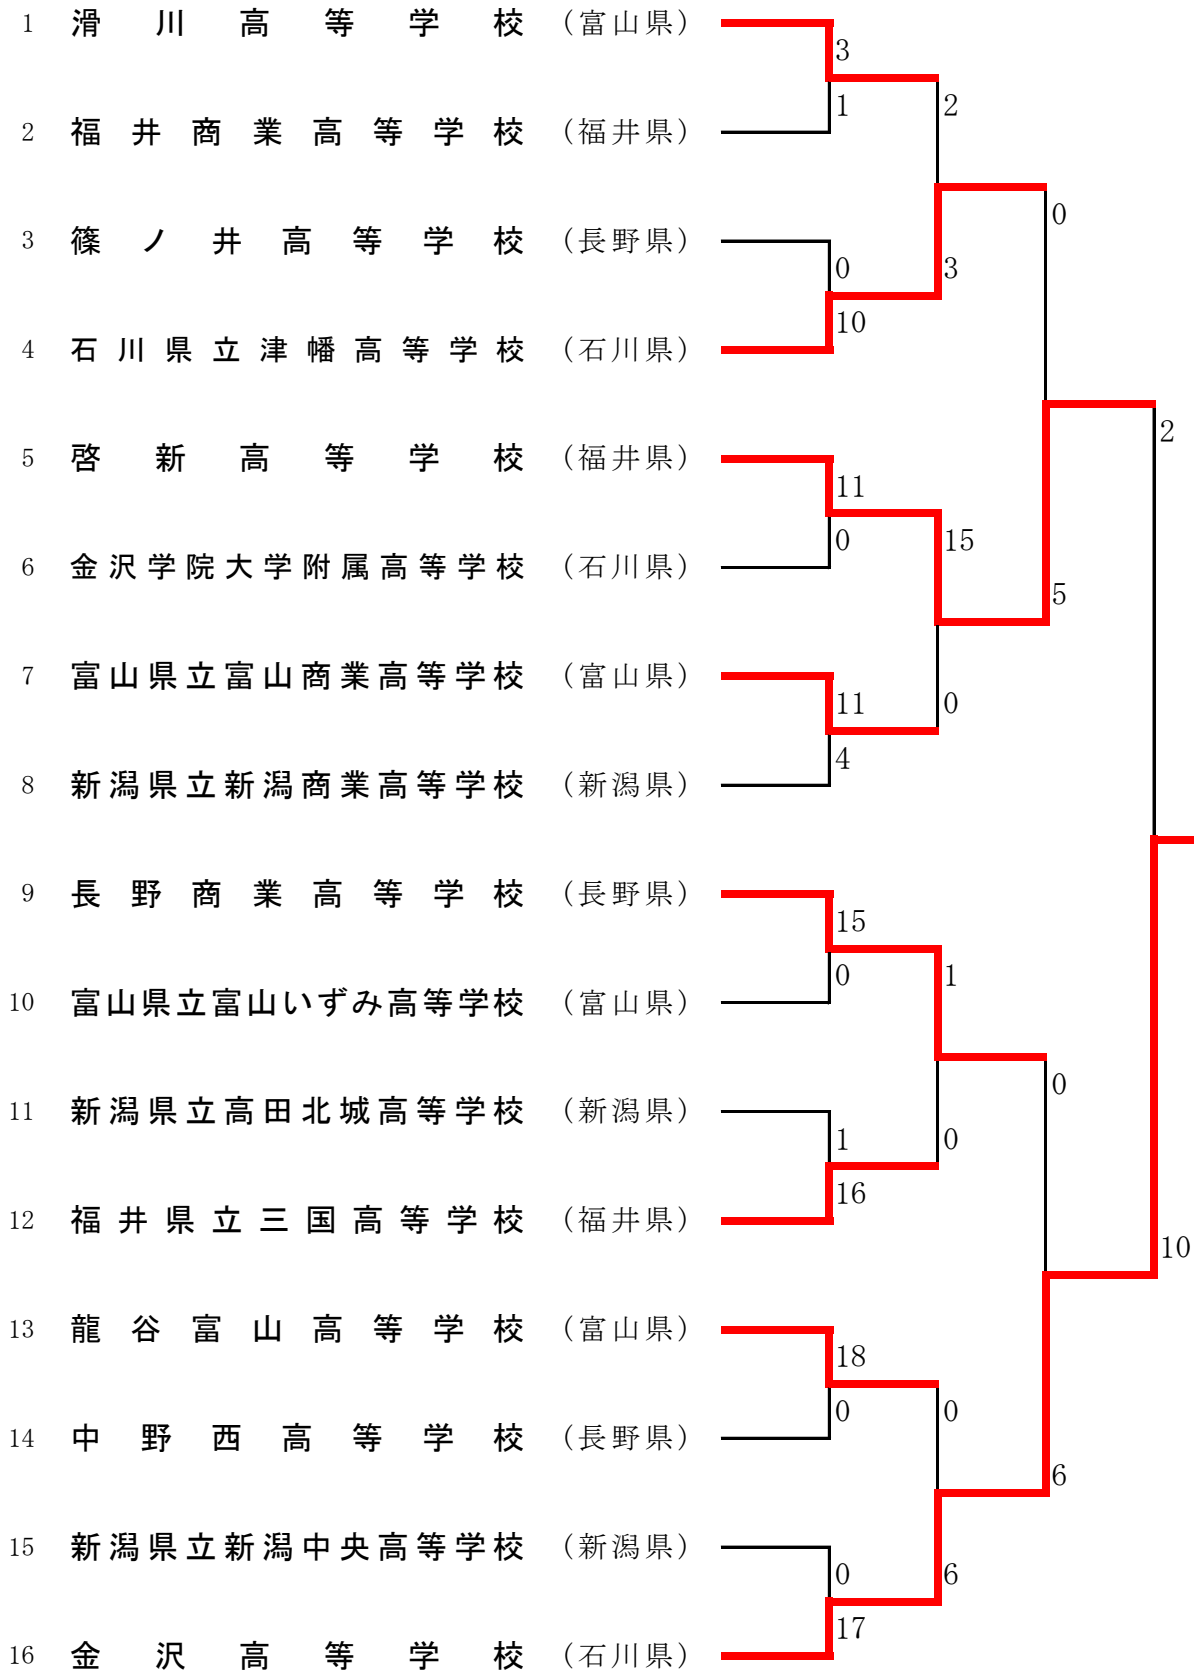 1 滑川高等学校 （富山県）
3
1 2
2 福井商業高等学校 （福井県）
0
3 篠ノ井高等学校 （長野県）
0 3
10
4 石川県立津幡高等学校 （石川県）
2
5 啓新高等学校 （福井県）
11
0 15
6 金沢学院大学附属高等学校 （石川県）
5
7 富山県立富山商業高等学校 （富山県）
11 0
4
8 新潟県立新潟商業高等学校 （新潟県）
9 長野商業高等学校 （長野県）
15
0 1
10 富山県立富山いずみ高等学校 （富山県）
0
11 新潟県立高田北城高等学校 （新潟県）
1 0
16
12 福井県立三国高等学校 （福井県）
10
13 龍谷富山高等学校 （富山県）
18
0 0
14 中野西高等学校 （長野県）
6
15 新潟県立新潟中央高等学校 （新潟県）
0 6
17
16 金沢高等学校 （石川県）